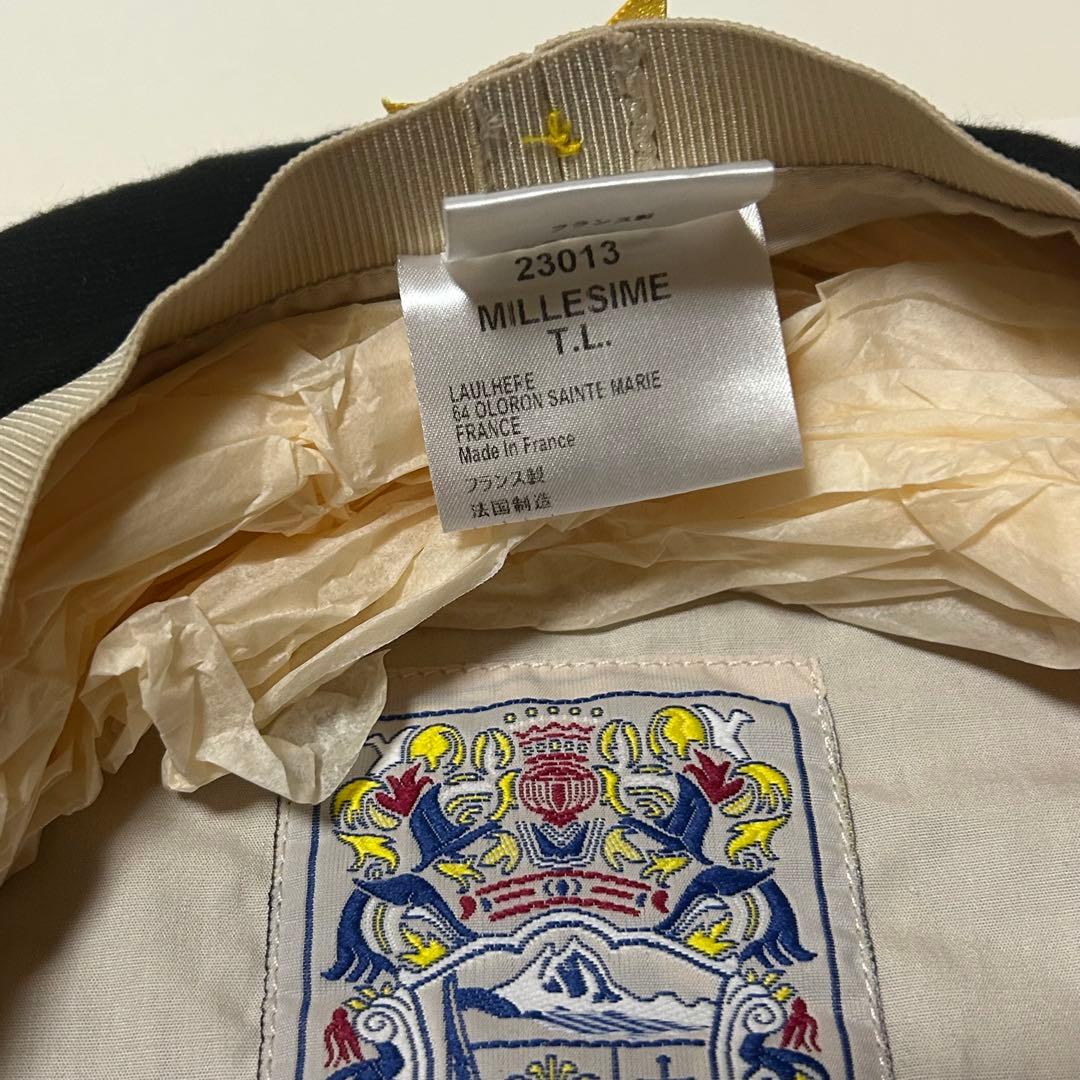 フランス製
23013
MILLESIME
T.L..
LAULHERE
64 OLORON SAINTE MARIE
FRANCE
Made In France
フランス製
法国制造